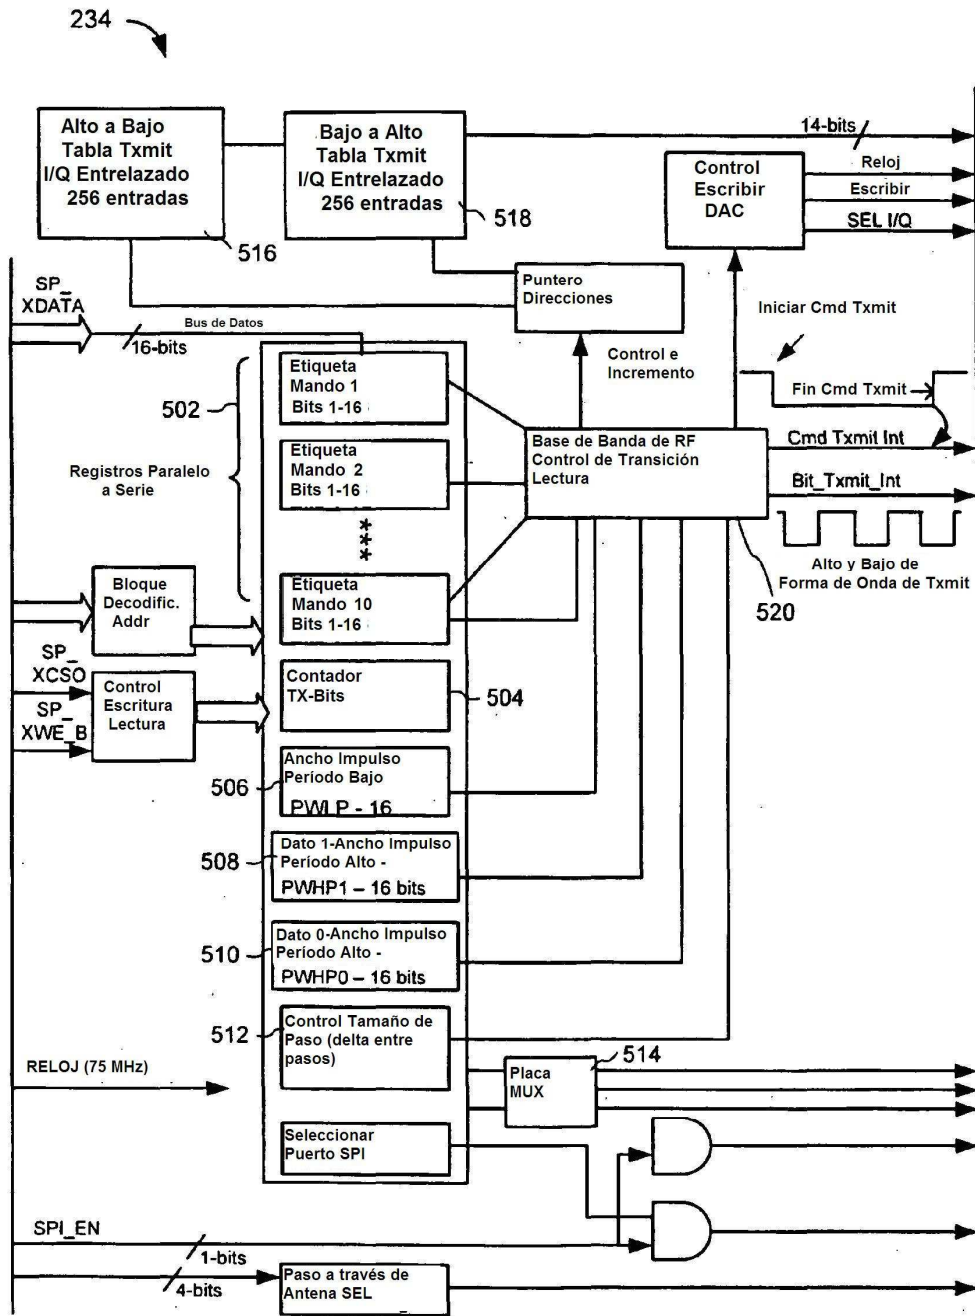 234
Alto a Bajo
Tabla Txmit
I/Q Entrelazado
256 entradas
516
Bajo a Alto
Tabla Txmit
I/Q Entrelazado
256 entradas
518
14-bits
Control
Escribir
DAC
Reloj
Escribir
SEL I/Q
SP_
XDATA
16-bits
Bus de Datos
Puntero
Direcciones
Control e
Incremento
Iniciar Cmd Txmit
Fin Cmd Txmit
Cmd Txmit Int
Bit_Txmit_Int
Alto y Bajo de
Forma de Onda de Txmit
502
Registros Paralelo
a Serie
Etiqueta
Mando 1
Bits 1-16
Etiqueta
Mando 2
Bits 1-16
***
Etiqueta
Mando 10
Bits 1-16
Base de Banda de RF
Control de Transición
Lectura
520
Bloque
Decodific.
Addr
SP_
XCSO
SP_
XWE_B
Control
Escritura
Lectura
Contador
TX-Bits
504
Ancho Impulso
Período Bajo
PWLP - 16
506
Dato 1-Ancho Impulso
Período Alto -
PWHP1 – 16 bits
508
Dato 0-Ancho Impulso
Período Alto -
PWHP0 – 16 bits
510
Control Tamaño de
Paso (delta entre
pasos)
512
RELOJ (75 MHz)
Placa
MUX
514
Seleccionar
Puerto SPI
SPI_EN
1-bits
4-bits
Paso a través de
Antena SEL